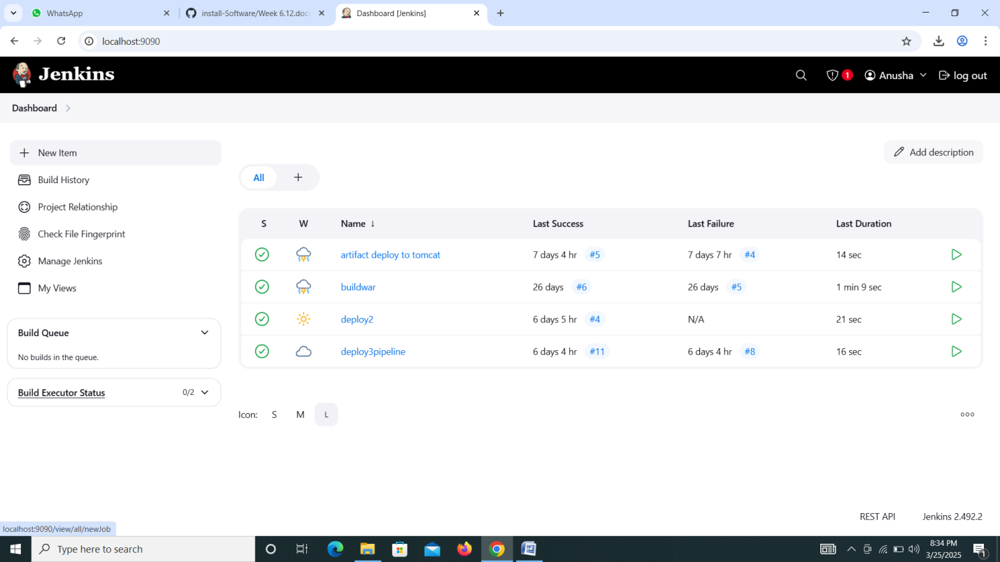 WhatsApp
install-Software/Week 6.12.doc
Dashboard [Jenkins]
localhost:9090
Jenkins
1
Anusha
log out
Dashboard
New Item
Build History
Project Relationship
Check File Fingerprint
Manage Jenkins
My Views
Build Queue
No builds in the queue.
Build Executor Status 0/2
Add description
All +
S W Name ↓ Last Success Last Failure Last Duration
artifact deploy to tomcat 7 days 4 hr #5 7 days 7 hr #4 14 sec
buildwar 26 days #6 26 days #5 1 min 9 sec
deploy2 6 days 5 hr #4 N/A 21 sec
deploy3pipeline 6 days 4 hr #11 6 days 4 hr #8 16 sec
Icon: S M L
REST API Jenkins 2.492.2
localhost:9090/view/all/newJob
Type here to search
8:34 PM
3/25/2025
1